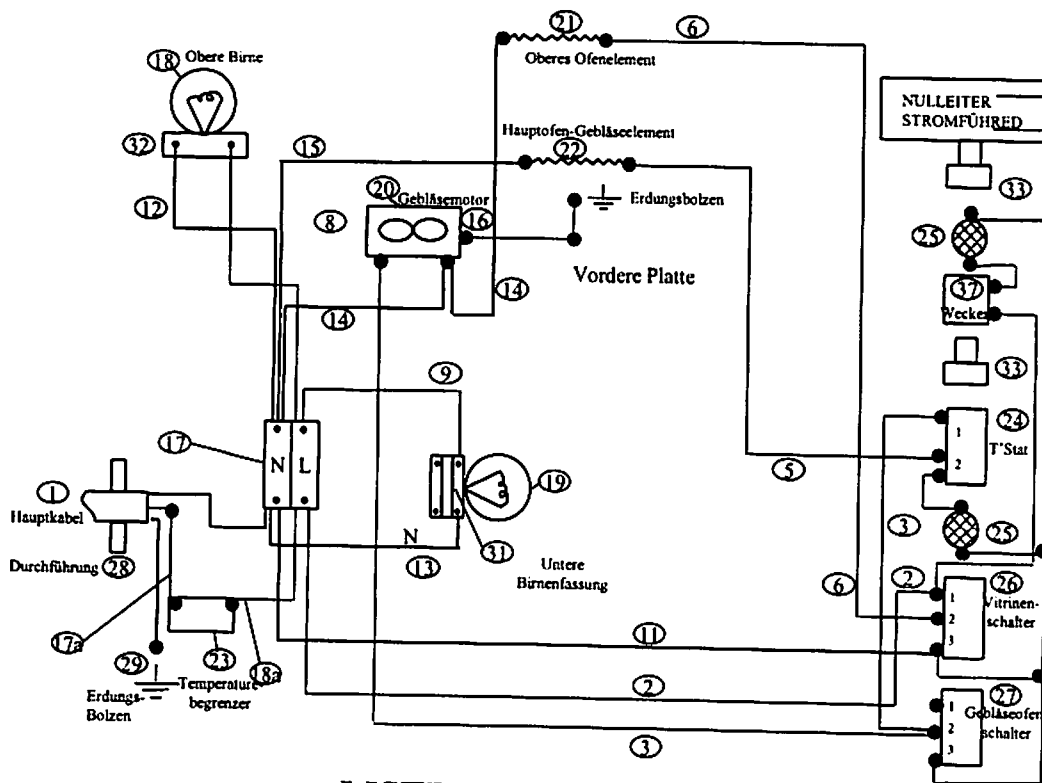 21
6
18 Obere Birne
Oberes Ofenelement
NULLEITER
STROMFÜHRED
Hauptofen-Gebläseelement
32
15
22
33
20
Gebläsemotor
Erdungsbolzen
12
8
16
25
Vordere Platte
14
37
14
Wecker
33
9
24
1
17
N L
T'Stat
2
5
1
19
Hauptkabel
3
25
N
31
Durchführung 28
13
Untere
Birnenfassung
2
26
6
1
Vitrinen-
schalter
2
17a
11
3
23
18a
29
Temperature-
begrenzer
2
27
Erdungs-
Bolzen
1
Gebläseofen
schalter
2
3
3